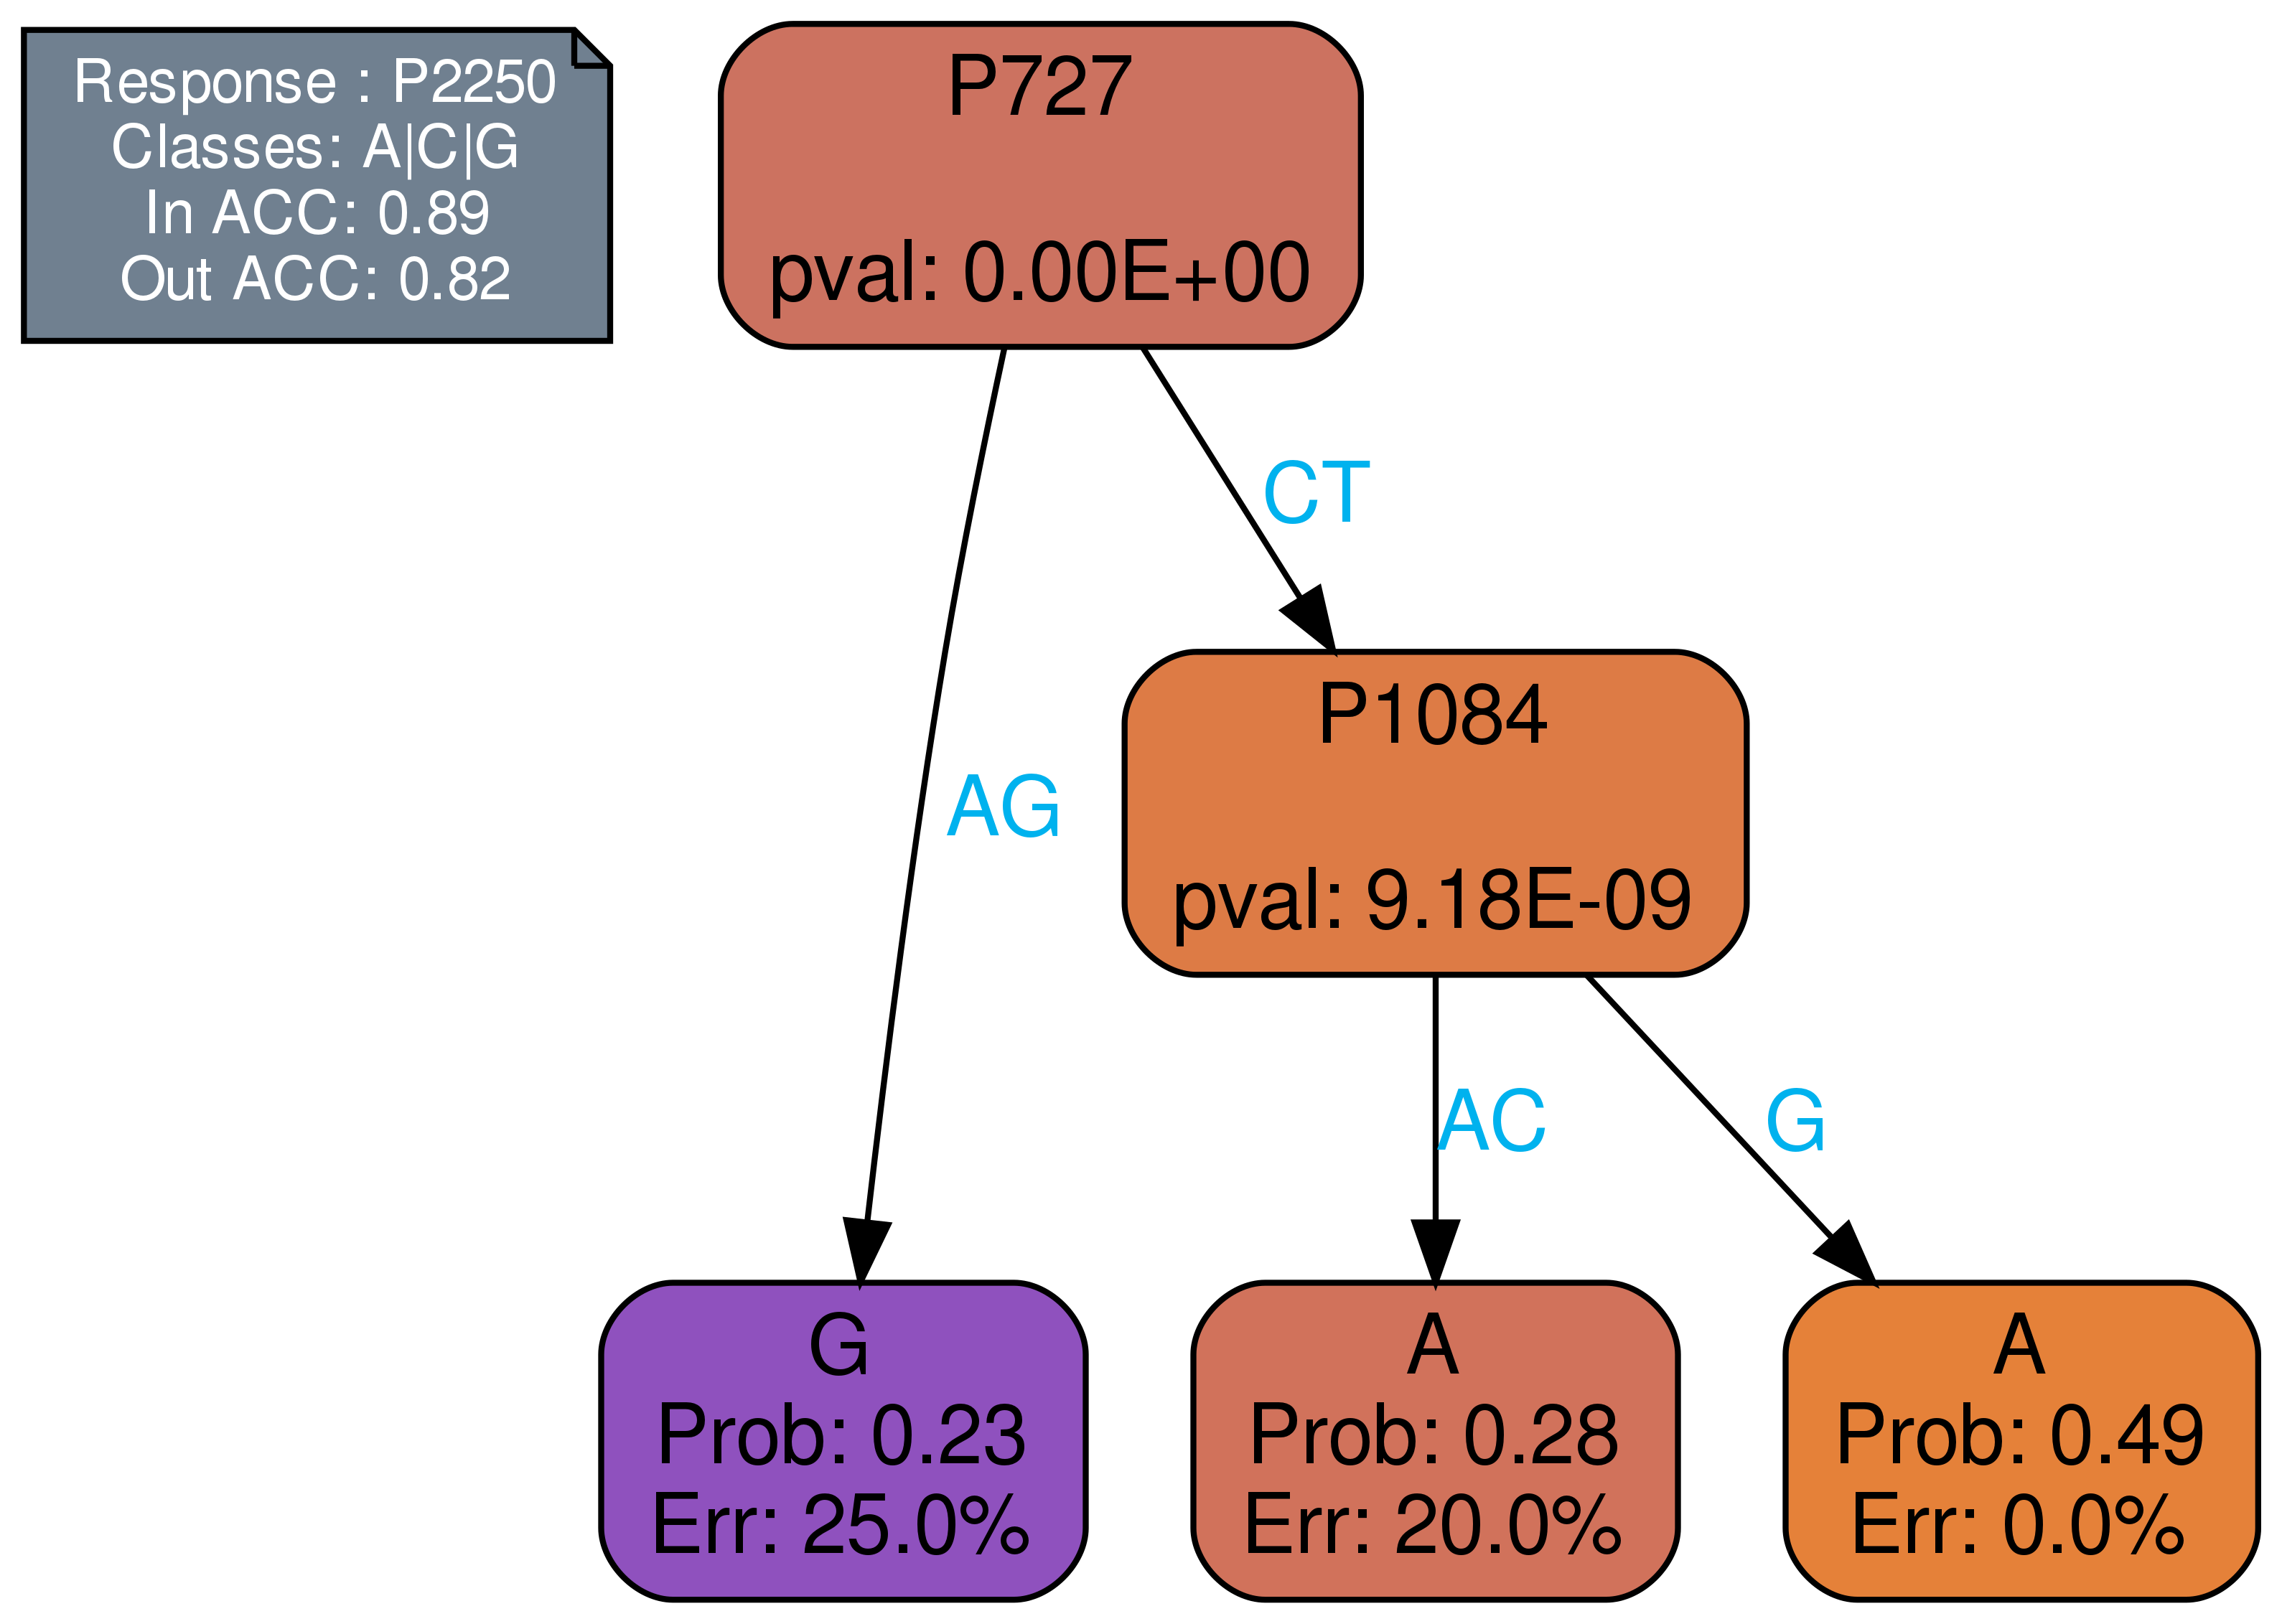 Response : P2250
Classes: A|C|G
In ACC: 0.89
Out ACC: 0.82
P727
pval: 0.00E+00
CT
AG
P1084
pval: 9.18E-09
AC
G
G
Prob: 0.23
Err: 25.0%
A
Prob: 0.28
Err: 20.0%
A
Prob: 0.49
Err: 0.0%